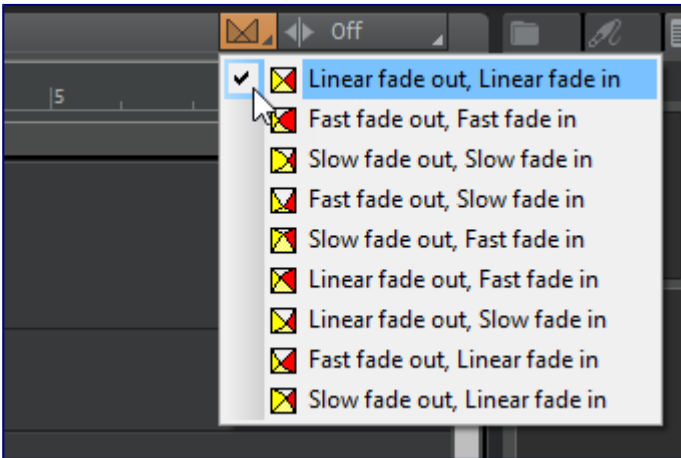 Off
5
Linear fade out, Linear fade in
Fast fade out, Fast fade in
Slow fade out, Slow fade in
Fast fade out, Slow fade in
Slow fade out, Fast fade in
Linear fade out, Fast fade in
Linear fade out, Slow fade in
Fast fade out, Linear fade in
Slow fade out, Linear fade in